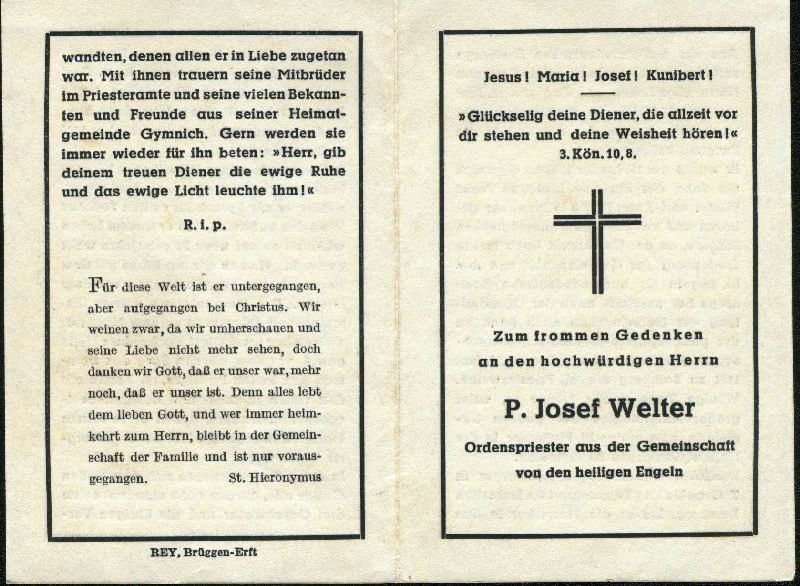 wandten, denen allen er in Liebe zugetan
war. Mit ihnen trauern seine Mitbrüder
im Priesteramte und seine vielen Bekann-
ten und Freunde aus seiner Heimat-
gemeinde Gymnich. Gern werden sie
immer wieder für ihn beten: »Herr, gib
deinem treuen Diener die ewige Ruhe
und das ewige Licht leuchte ihm!«
R. i. p.
Für diese Welt ist er untergegangen,
aber aufgegangen bei Christus. Wir
weinen zwar, da wir umherschauen und
seine Liebe nicht mehr sehen, doch
danken wir Gott, daß er unser war, mehr
noch, daß er unser ist. Denn alles lebt
dem lieben Gott, und wer immer heim-
kehrt zum Herrn, bleibt in der Gemein-
schaft der Familie und ist nur voraus-
gegangen. St. Hieronymus
REY, Brüggen-Erft
Jesus! Maria! Josef! Kunibert!
»Glückselig deine Diener, die allzeit vor
dir stehen und deine Weisheit hören!«
3. Kön. 10, 8.
Zum frommen Gedenken
an den hochwürdigen Herrn
P. Josef Welter
Ordenspriester aus der Gemeinschaft
von den heiligen Engeln